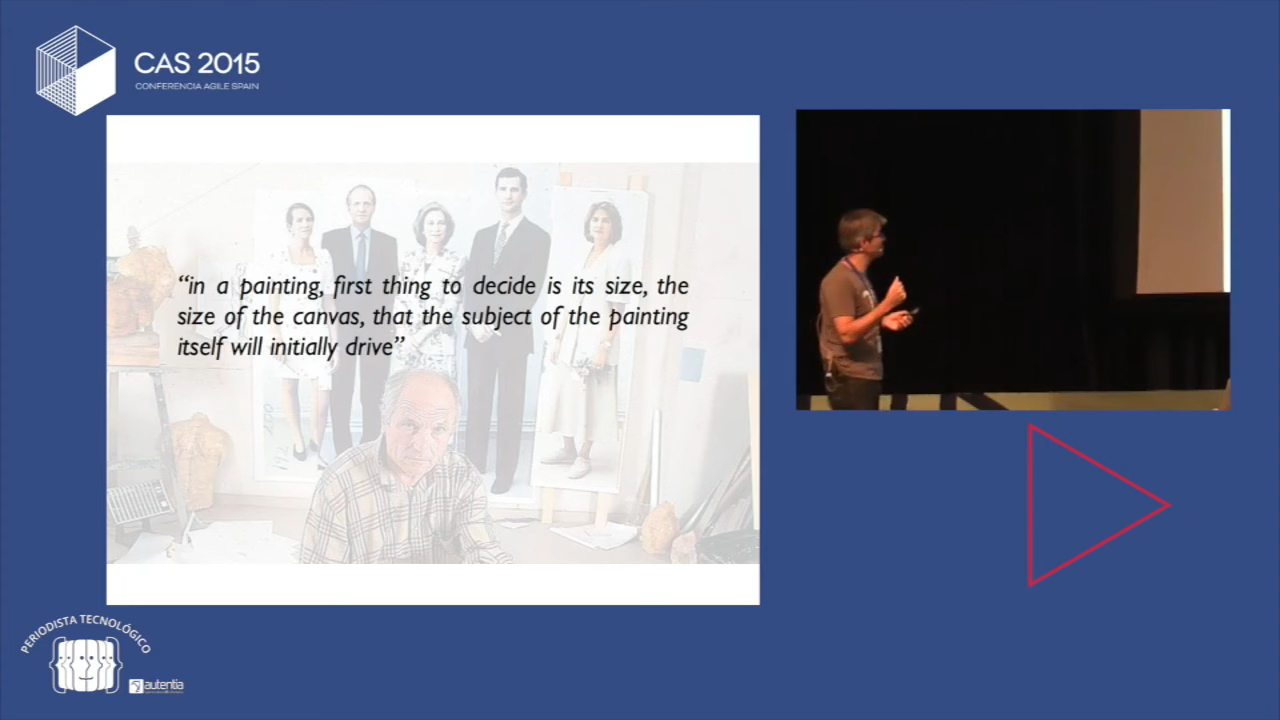 CAS 2015
CONFERENCIA AGILE SPAIN
“in a painting, first thing to decide is its size, the
size of the canvas, that the subject of the painting
itself will initially drive”
PERIODISTA TECNOLÓGICO
autentia